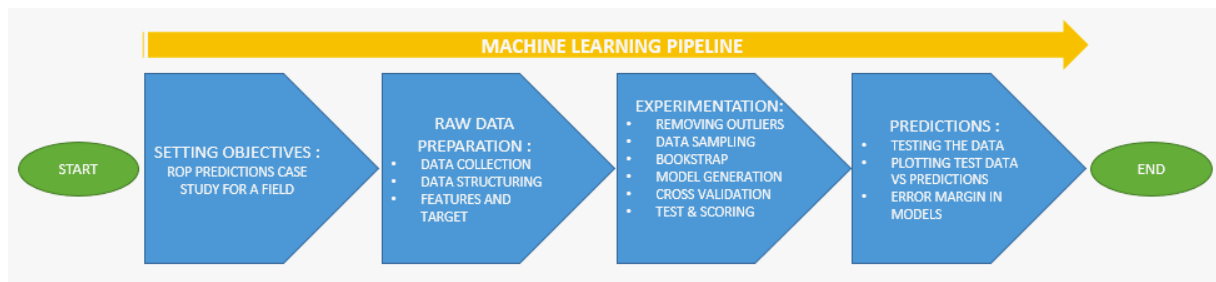 MACHINE LEARNING PIPELINE
START
SETTING OBJECTIVES :
ROP PREDICTIONS CASE
STUDY FOR A FIELD
RAW DATA
PREPARATION :
• DATA COLLECTION
• DATA STRUCTURING
• FEATURES AND
TARGET
EXPERIMENTATION:
• REMOVING OUTLIERS
• DATA SAMPLING
• BOOKSTRAP
• MODEL GENERATION
• CROSS VALIDATION
• TEST & SCORING
PREDICTIONS :
• TESTING THE DATA
• PLOTTING TEST DATA
VS PREDICTIONS
• ERROR MARGIN IN
MODELS
END